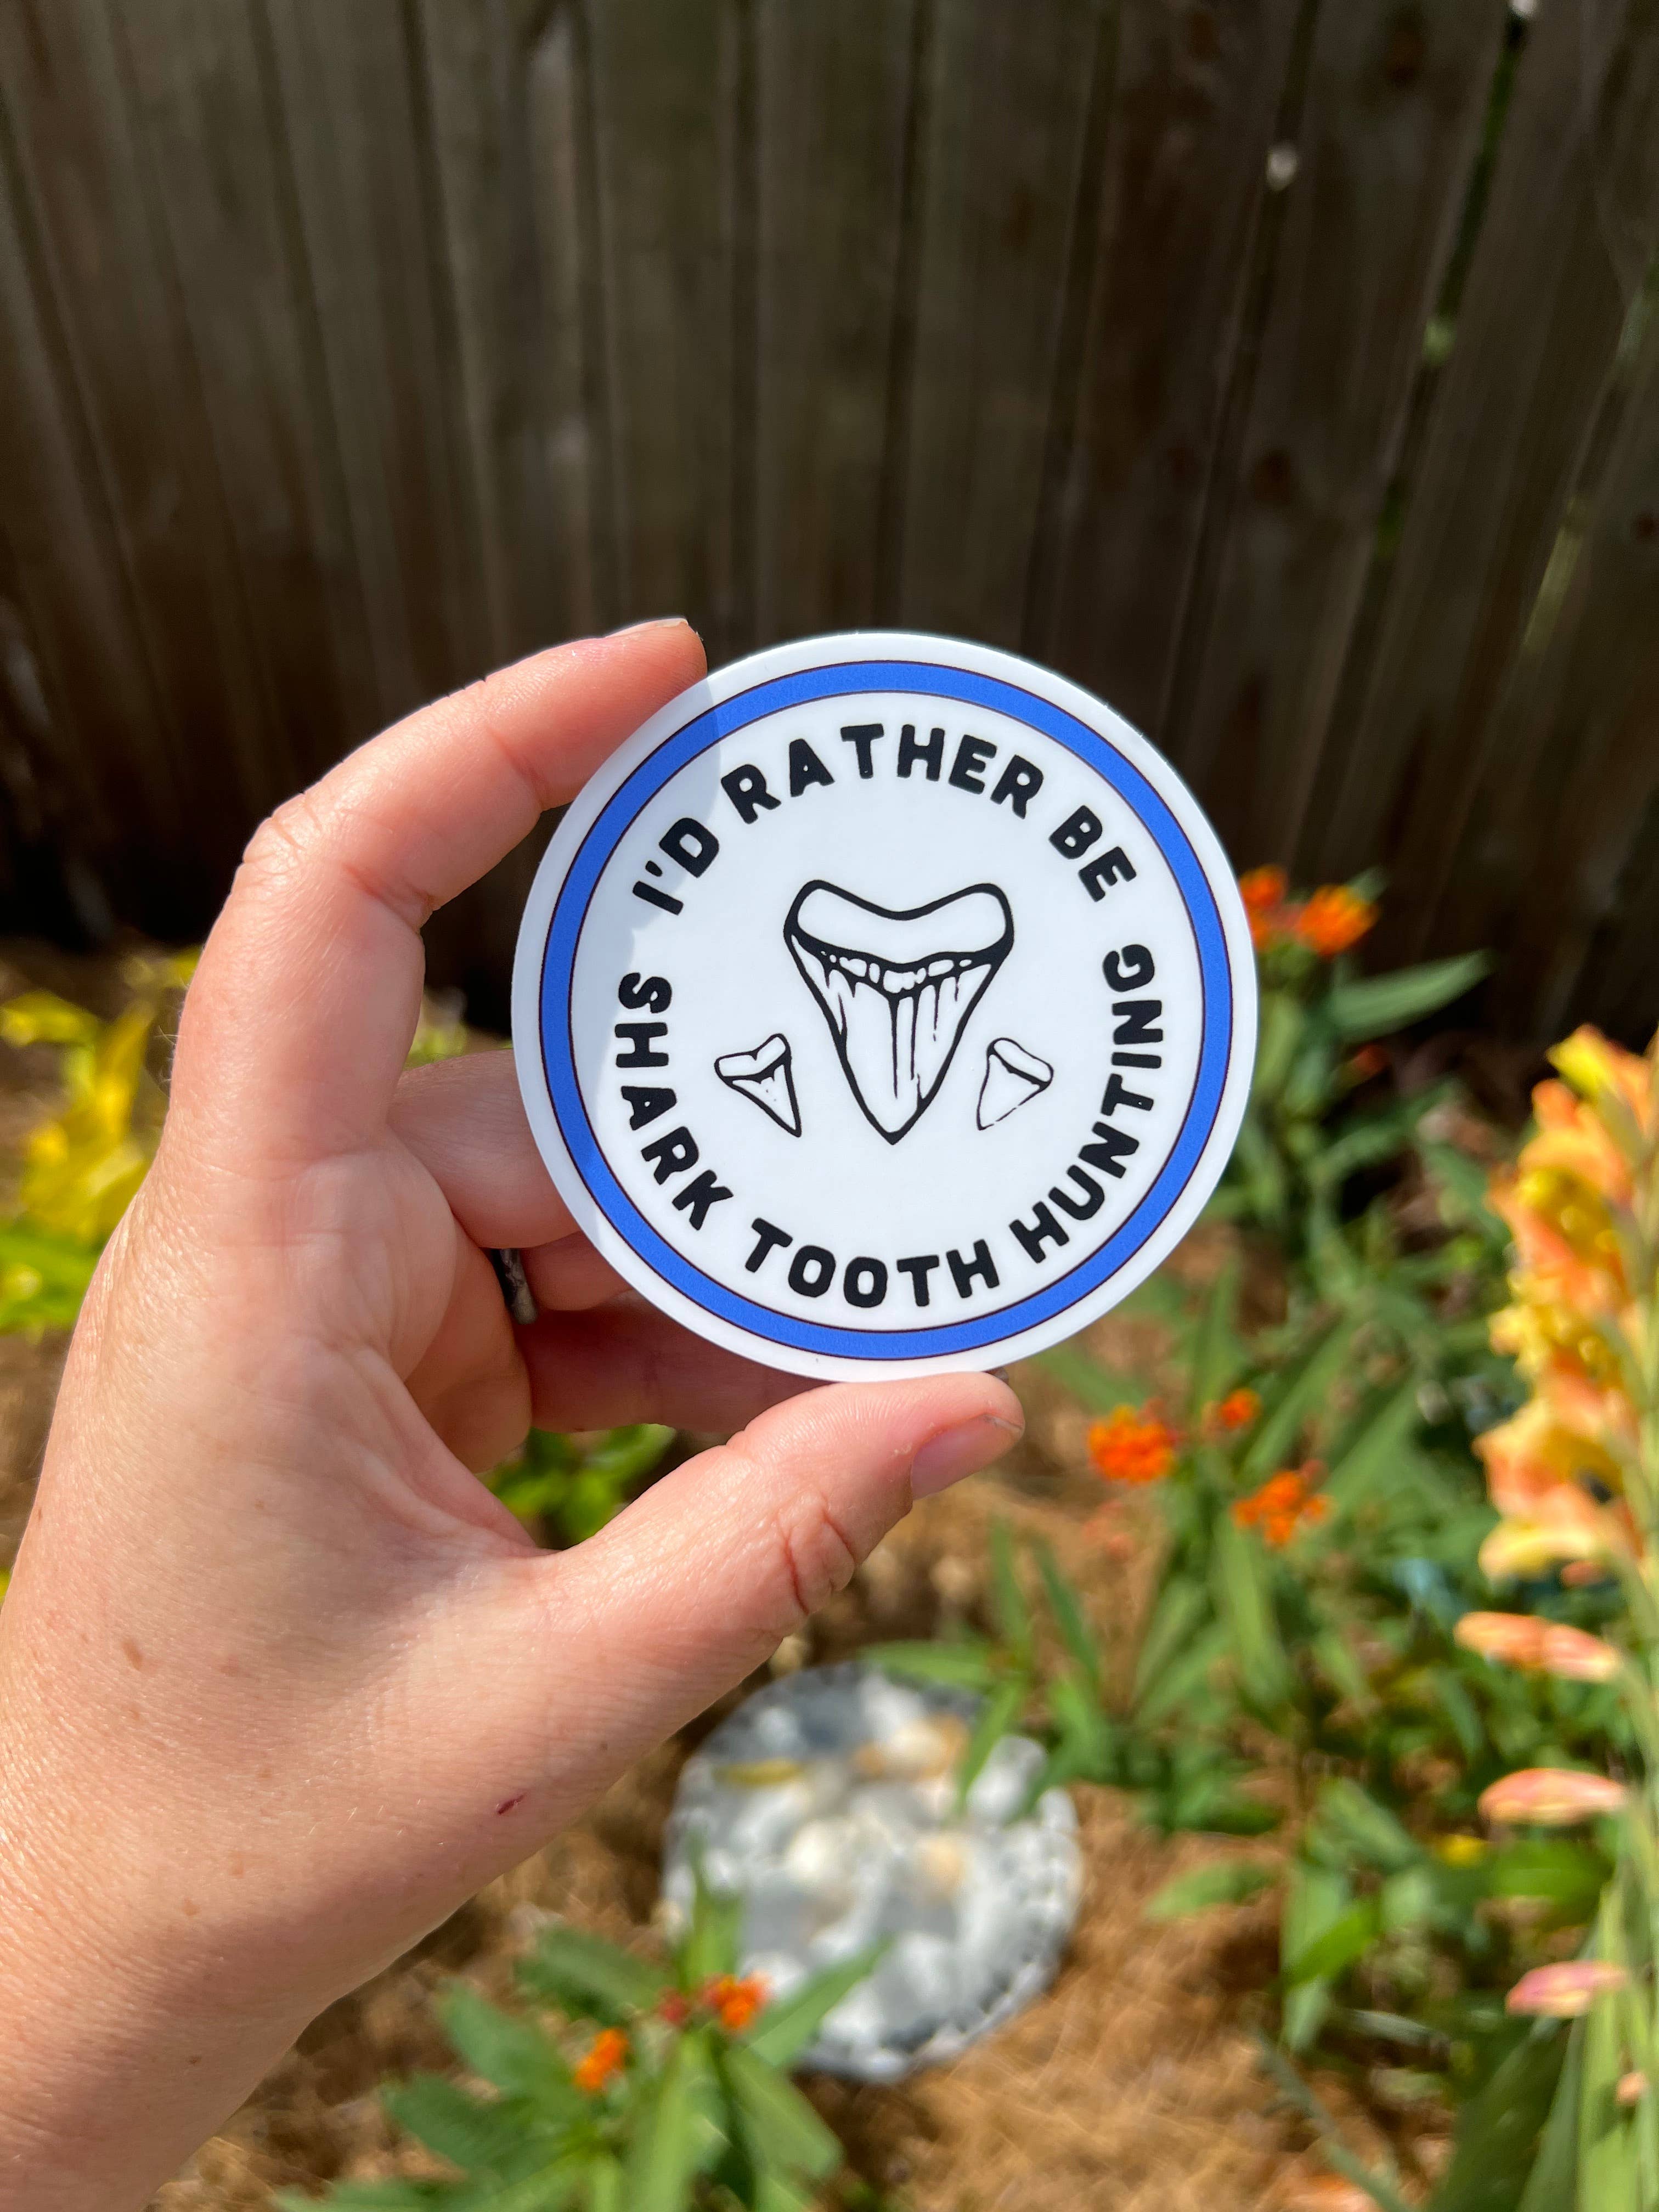 I'D RATHER BE
SHARK TOOTH HUNTING